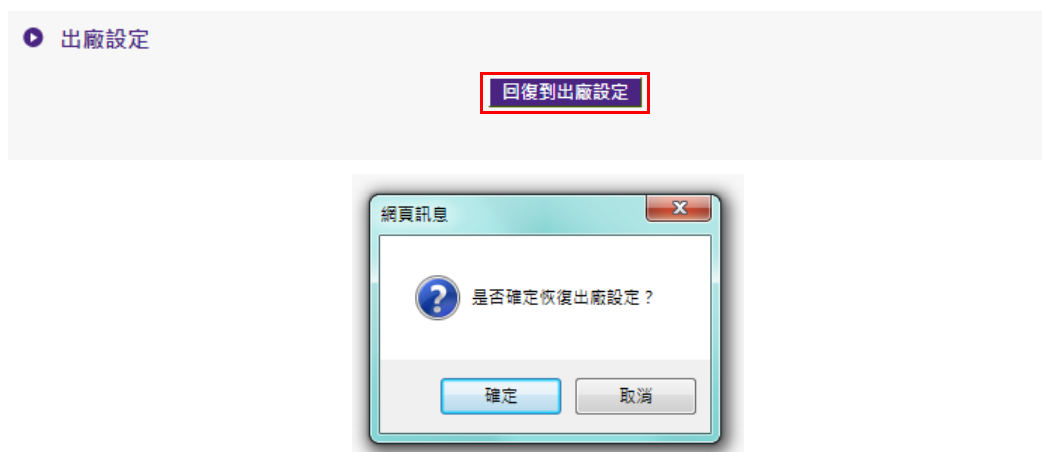 出廠設定
回復到出廠設定
網頁訊息
是否確定恢復出廠設定？
確定
取消